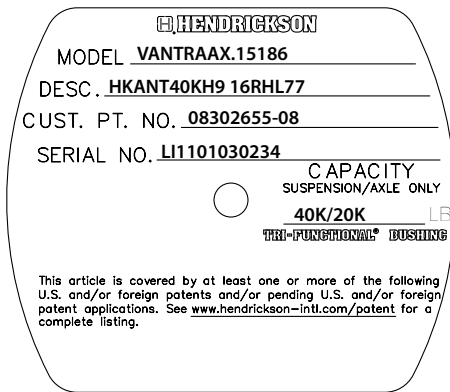 HENDRICKSON
MODEL VANTRAAX.15186
DESC. HKANT40KH9 16RHL77
CUST. PT. NO. 08302655-08
SERIAL NO. LI1101030234
CAPACITY
SUSPENSION/AXLE ONLY
40K/20K LB
TRI-FUNCTIONAL® BUSHING
This article is covered by at least one or more of the following
U.S. and/or foreign patents and/or pending U.S. and/or foreign
patent applications. See www.hendrickson-intl.com/patent for a
complete listing.